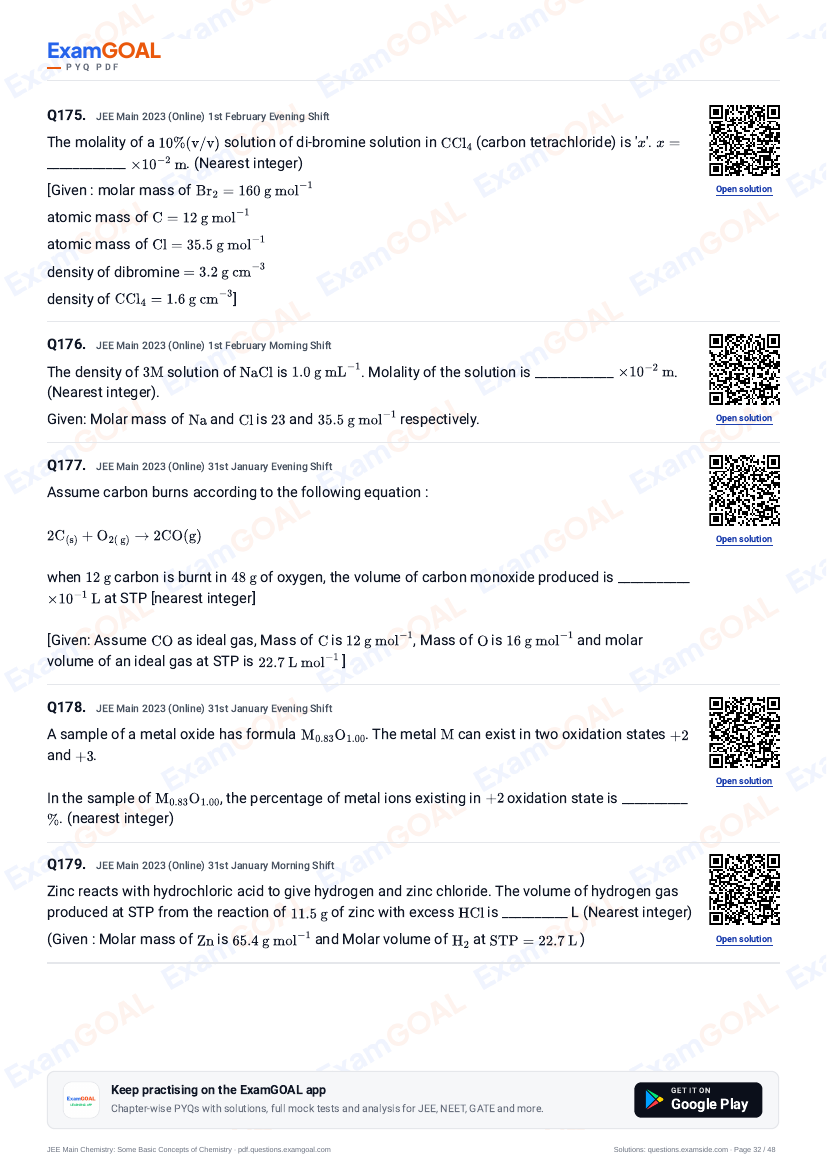 ExamGOAL
PYQ PDF
Q175. JEE Main 2023 (Online) 1st February Evening Shift
The molality of a 10%(v/v) solution of di-bromine solution in CCl₄ (carbon tetrachloride) is 'x'. x =
____________ ×10⁻² m. (Nearest integer)
[Given : molar mass of Br₂ = 160 g mol⁻¹
atomic mass of C = 12 g mol⁻¹
atomic mass of Cl = 35.5 g mol⁻¹
density of dibromine = 3.2 g cm⁻³
density of CCl₄ = 1.6 g cm⁻³]
Open solution
Q176. JEE Main 2023 (Online) 1st February Morning Shift
The density of 3M solution of NaCl is 1.0 g mL⁻¹. Molality of the solution is ____________ ×10⁻² m.
(Nearest integer).
Given: Molar mass of Na and Cl is 23 and 35.5 g mol⁻¹ respectively.
Open solution
Q177. JEE Main 2023 (Online) 31st January Evening Shift
Assume carbon burns according to the following equation :
2C₍s₎ + O₂₍ g₎ → 2CO(g)
when 12 g carbon is burnt in 48 g of oxygen, the volume of carbon monoxide produced is ___________
×10⁻¹ L at STP [nearest integer]
[Given: Assume CO as ideal gas, Mass of C is 12 g mol⁻¹, Mass of O is 16 g mol⁻¹ and molar
volume of an ideal gas at STP is 22.7 L mol⁻¹ ]
Open solution
Q178. JEE Main 2023 (Online) 31st January Evening Shift
A sample of a metal oxide has formula M₀.₈₃O₁.₀₀. The metal M can exist in two oxidation states +2
and +3.
In the sample of M₀.₈₃O₁.₀₀, the percentage of metal ions existing in +2 oxidation state is __________
%. (nearest integer)
Open solution
Q179. JEE Main 2023 (Online) 31st January Morning Shift
Zinc reacts with hydrochloric acid to give hydrogen and zinc chloride. The volume of hydrogen gas
produced at STP from the reaction of 11.5 g of zinc with excess HCl is __________ L (Nearest integer)
(Given : Molar mass of Zn is 65.4 g mol⁻¹ and Molar volume of H₂ at STP = 22.7 L )
Open solution
Keep practising on the ExamGOAL app
Chapter-wise PYQs with solutions, full mock tests and analysis for JEE, NEET, GATE and more.
GET IT ON
Google Play
JEE Main Chemistry: Some Basic Concepts of Chemistry · pdf.questions.examgoal.com
Solutions: questions.examside.com · Page 32 / 48